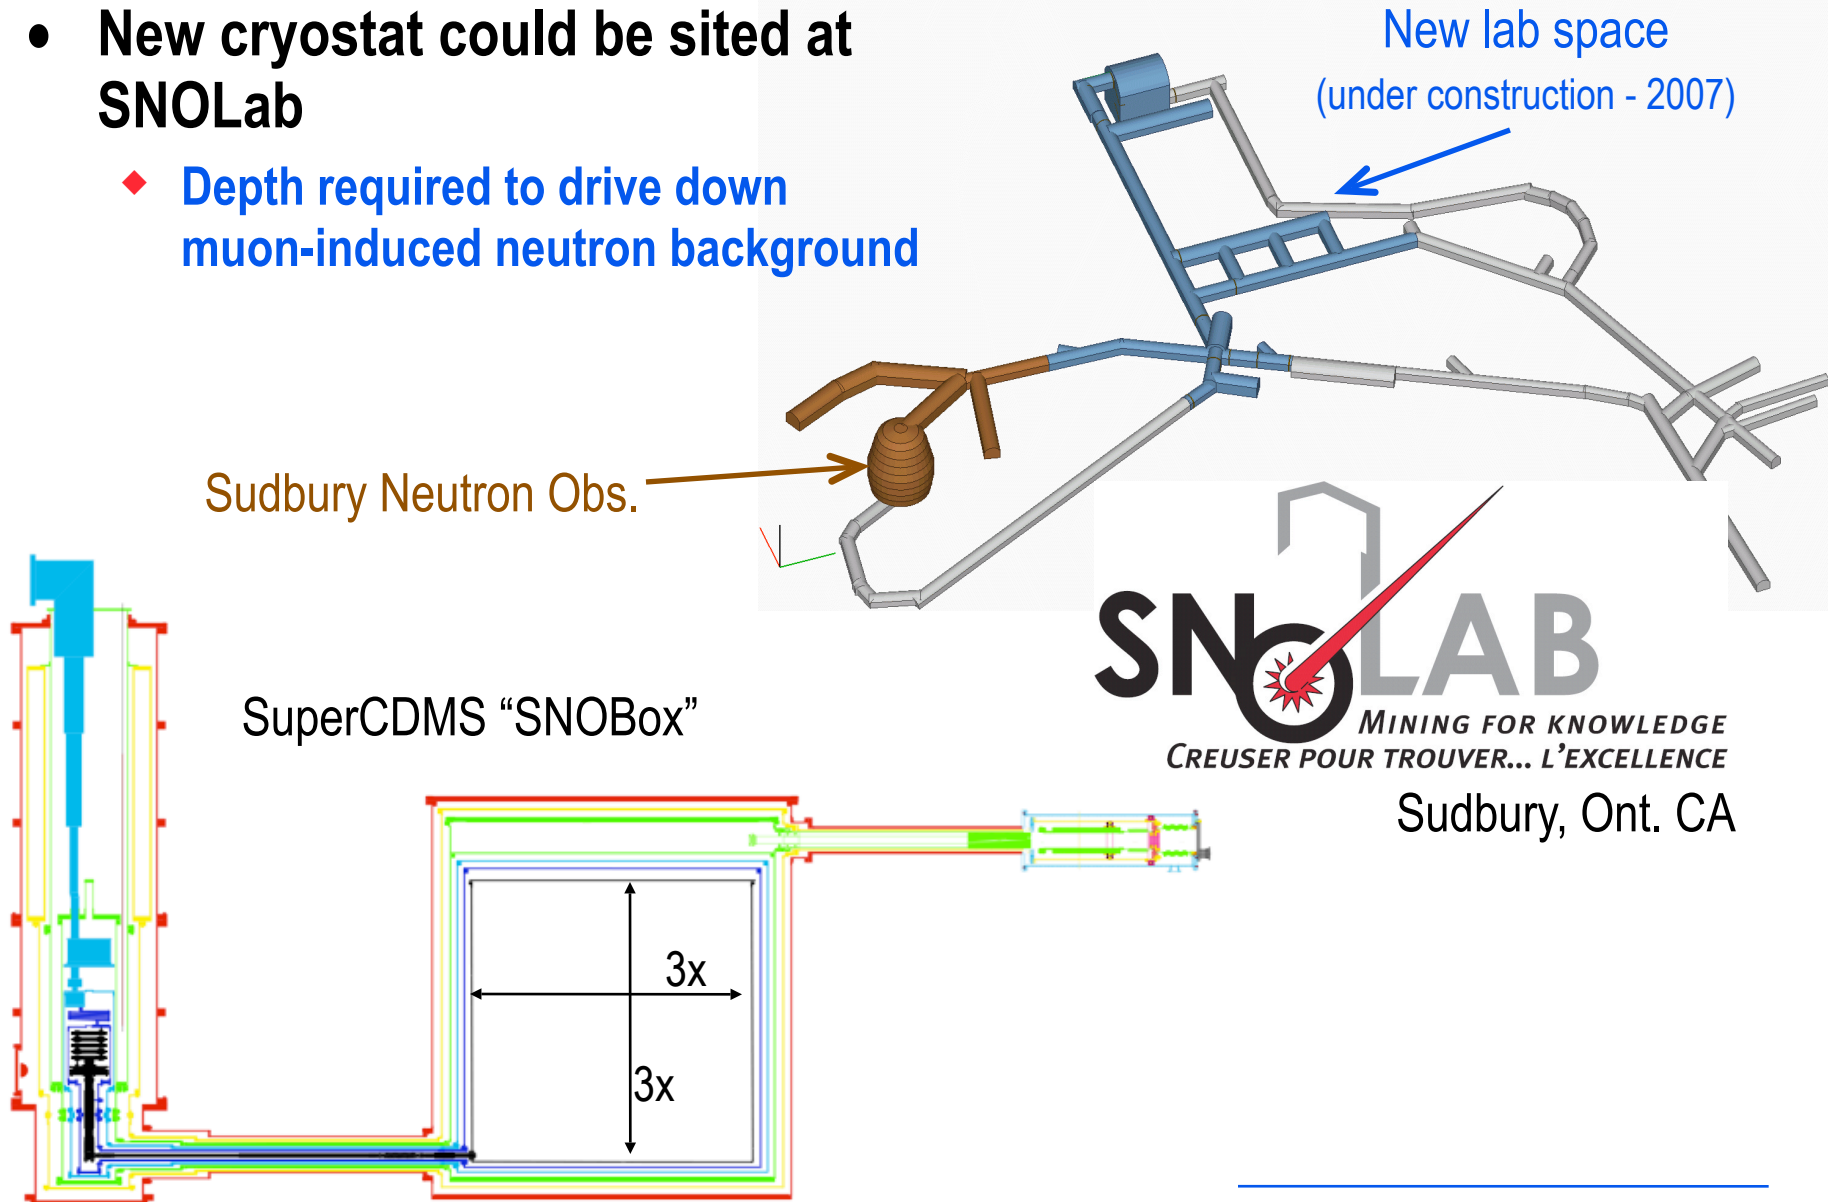 • New cryostat could be sited at
SNOLab
Depth required to drive down
muon-induced neutron background
New lab space
(under construction - 2007)
Sudbury Neutron Obs.
SNOLAB
MINING FOR KNOWLEDGE
CREUSER POUR TROUVER... L'EXCELLENCE
Sudbury, Ont. CA
SuperCDMS “SNOBox”
3x
3x